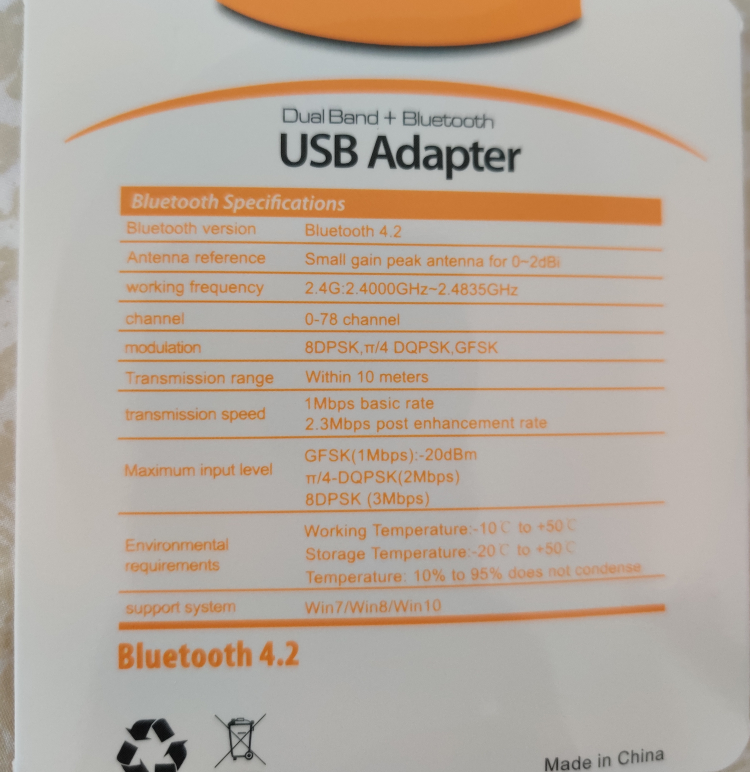 Dual Band + Bluetooth
USB Adapter
Bluetooth Specifications
Bluetooth version Bluetooth 4.2
Antenna reference Small gain peak antenna for 0~2dBi
working frequency 2.4G:2.4000GHz~2.4835GHz
channel 0-78 channel
modulation 8DPSK,π/4 DQPSK,GFSK
Transmission range Within 10 meters
transmission speed 1Mbps basic rate
2.3Mbps post enhancement rate
Maximum input level GFSK(1Mbps):-20dBm
π/4-DQPSK(2Mbps)
8DPSK (3Mbps)
Environmental requirements Working Temperature:-10℃ to +50℃
Storage Temperature:-20℃ to +50℃
Temperature: 10% to 95% does not condense
support system Win7/Win8/Win10
Bluetooth 4.2
Made in China